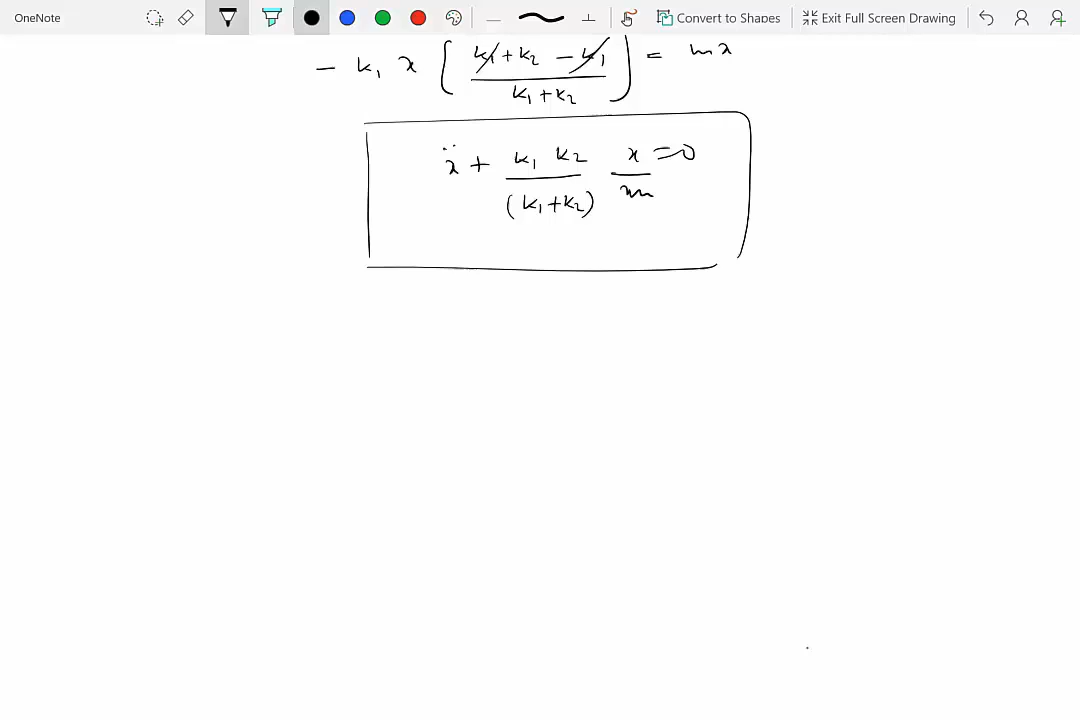 OneNote
Convert to Shapes
Exit Full Screen Drawing
- k₁ x [ (k₁ + k₂ - k₁) / (k₁ + k₂) ] = mx
ẍ + k₁ k₂ / (k₁ + k₂) x / m = 0